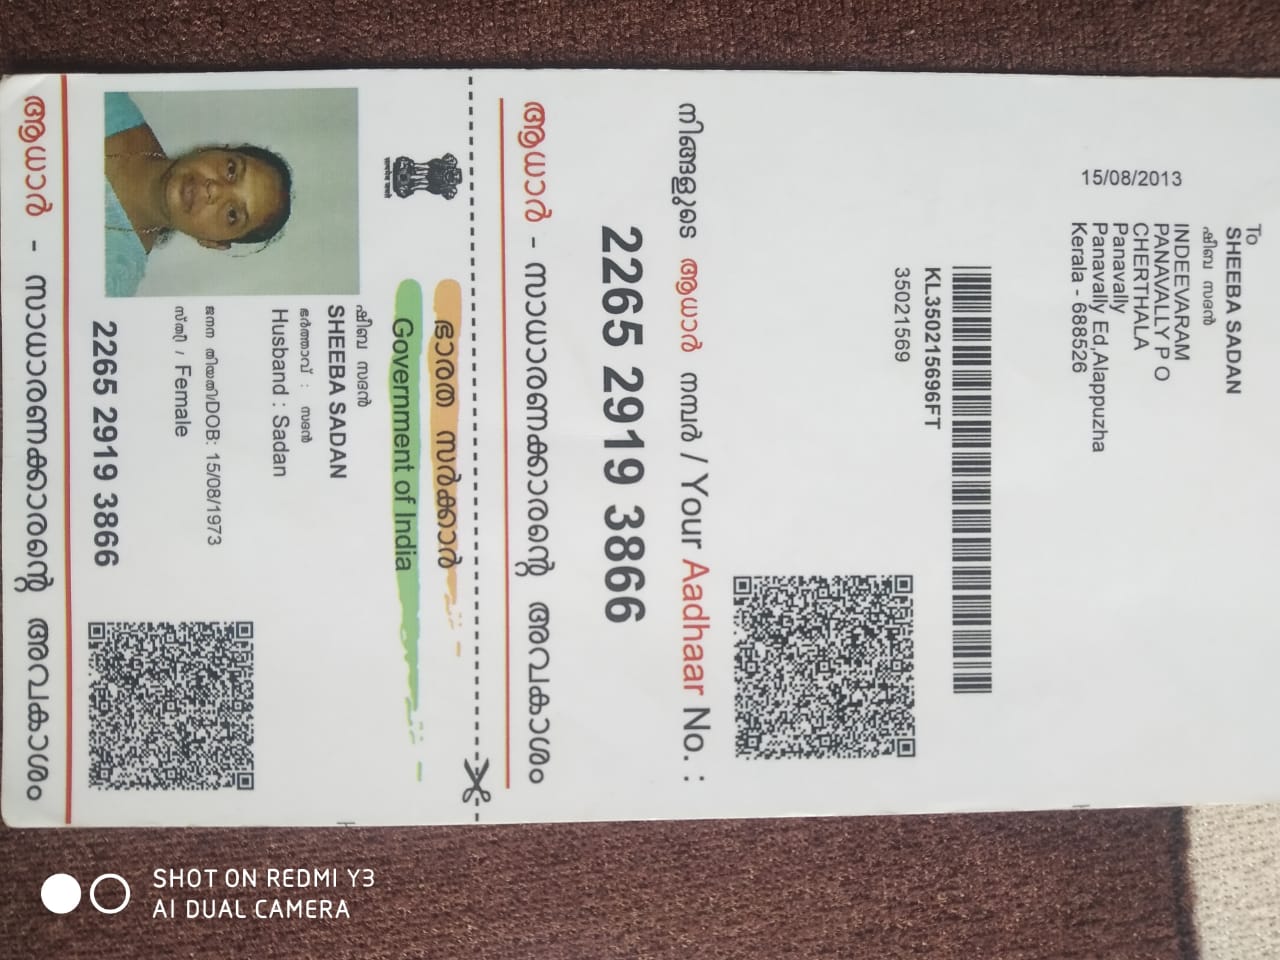 To
SHEEBA SADAN
ഷീബ സദൻ
INDEEVARAM
PANAVALLY P O
CHERTHALA
Panavally
Panavally Ed,Alappuzha
Kerala - 688526
15/08/2013
KL350215696FT
35021569
നിങ്ങളുടെ ആധാർ നമ്പർ / Your Aadhaar No. :
2265 2919 3866
ആധാർ - സാധാരണക്കാരന്റെ അവകാശം
ഭാരത സർക്കാർ
Government of India
ഷീബ സദൻ
SHEEBA SADAN
ഭർത്താവ് : സദൻ
Husband : Sadan
ജനന തിയതി/DOB: 15/08/1973
സ്ത്രീ / Female
2265 2919 3866
ആധാർ - സാധാരണക്കാരന്റെ അവകാശം
SHOT ON REDMI Y3
AI DUAL CAMERA